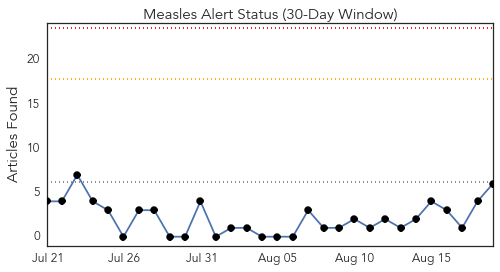 Measles Alert Status (30-Day Window)
Articles Found
20
15
10
5
0
Jul 21
Jul 26
Jul 31
Aug 05
Aug 10
Aug 15